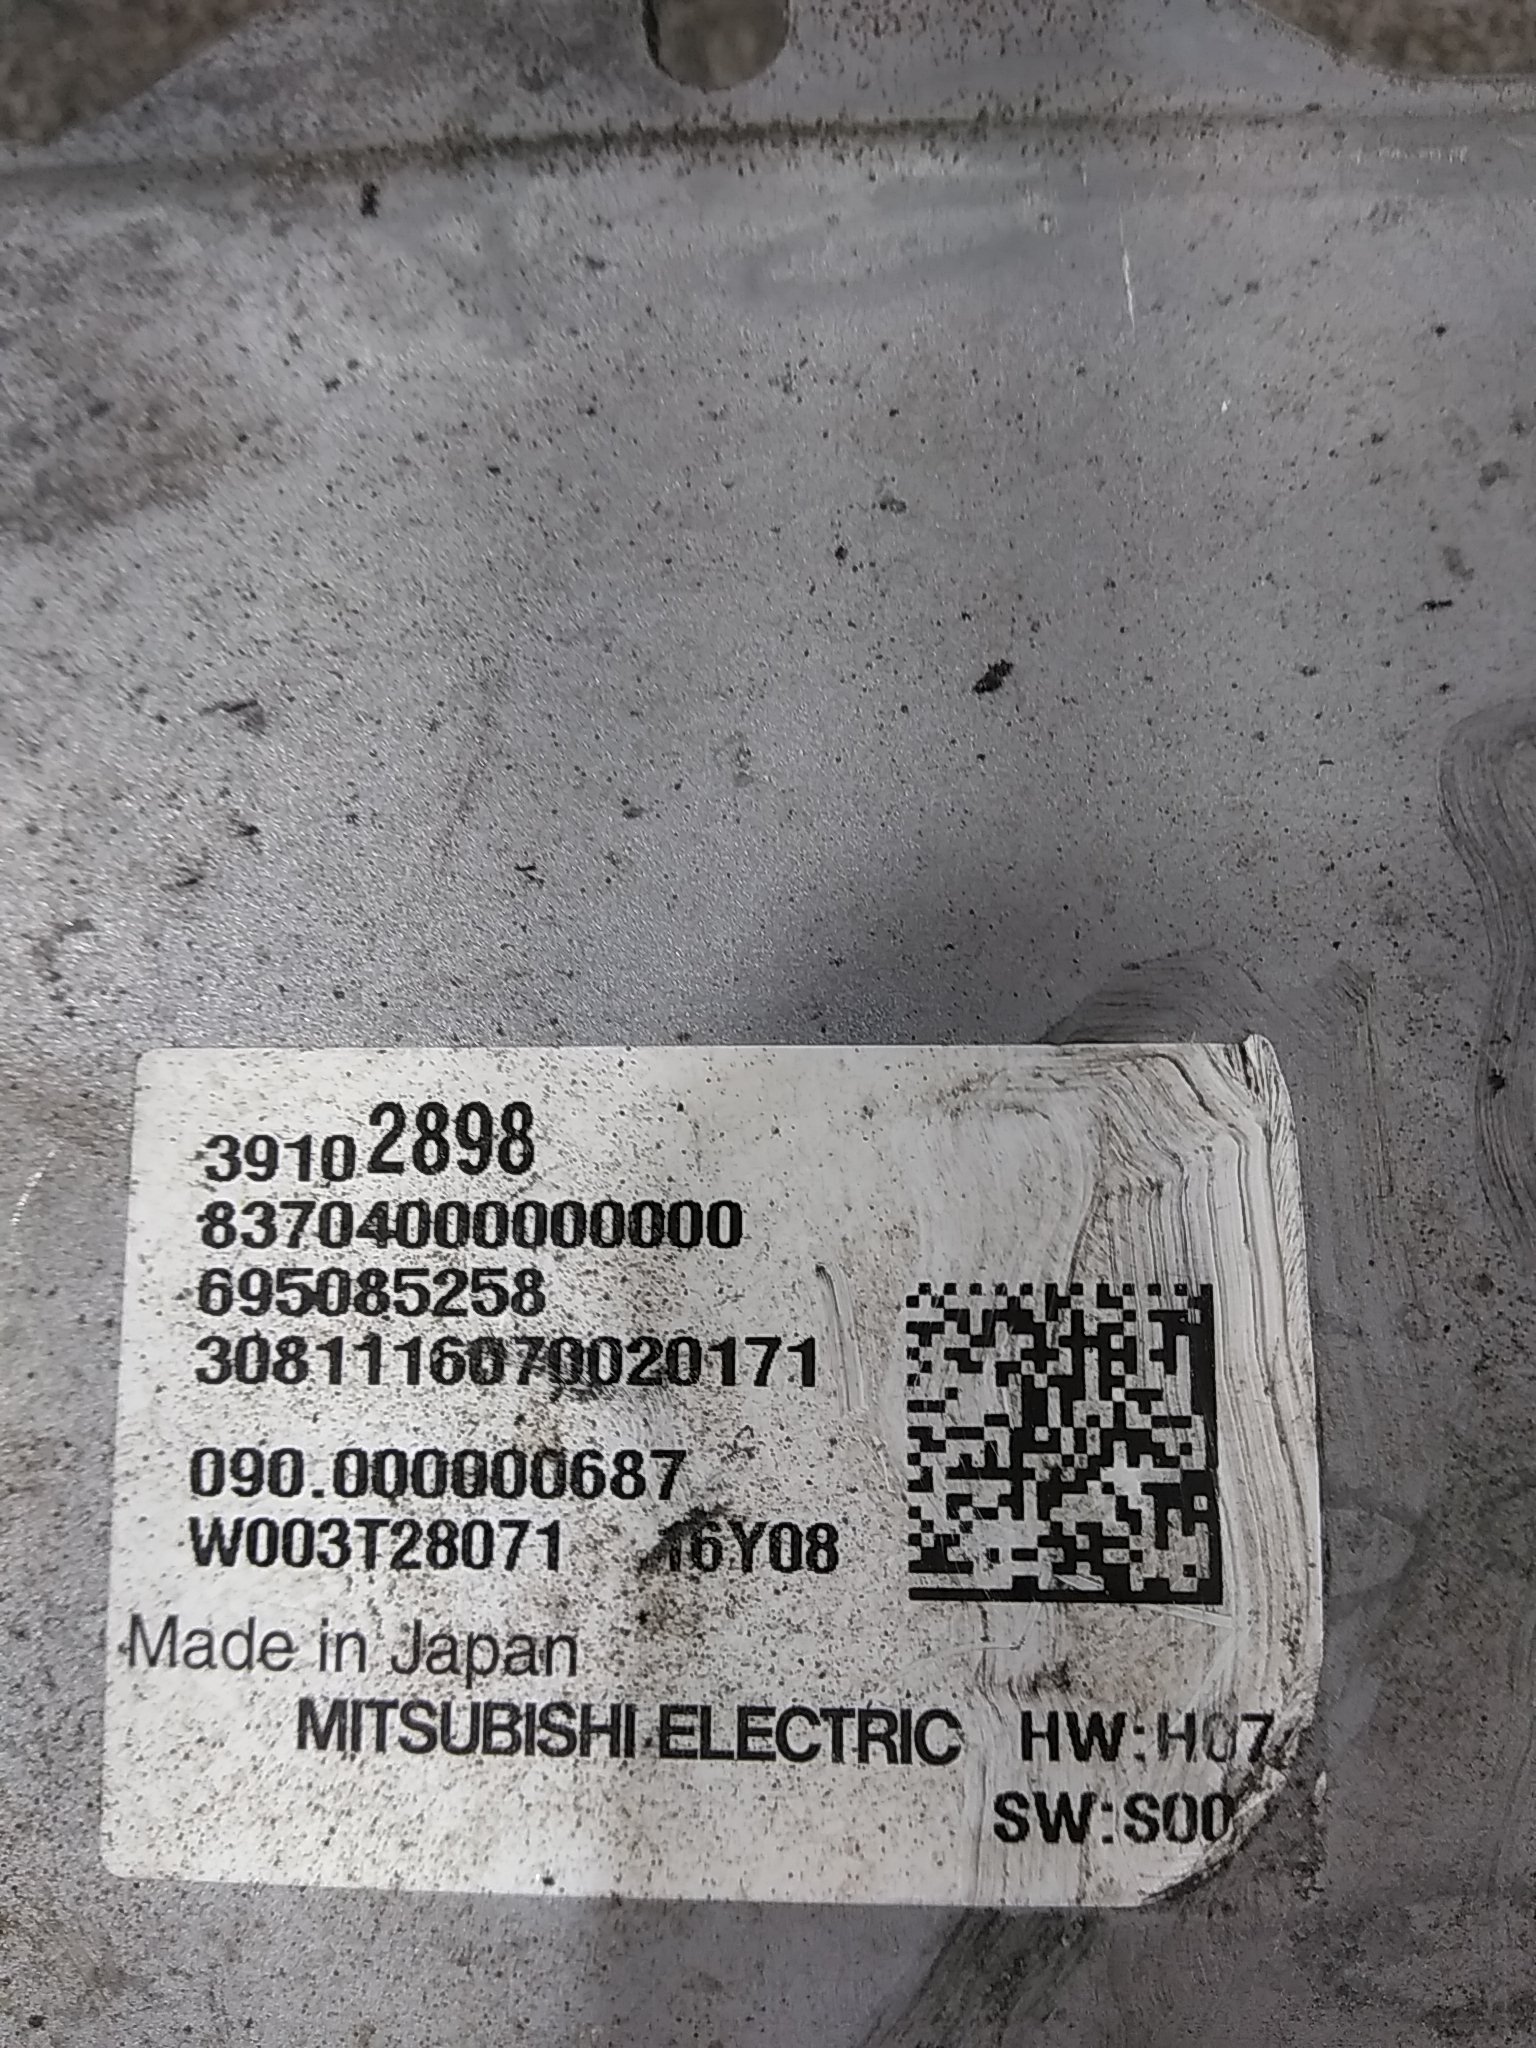 39102898
83704000000000
695085258
3081116070020171
090.000000687
W003T28071 16Y08
Made in Japan
MITSUBISHI ELECTRIC HW:H07
SW:S00